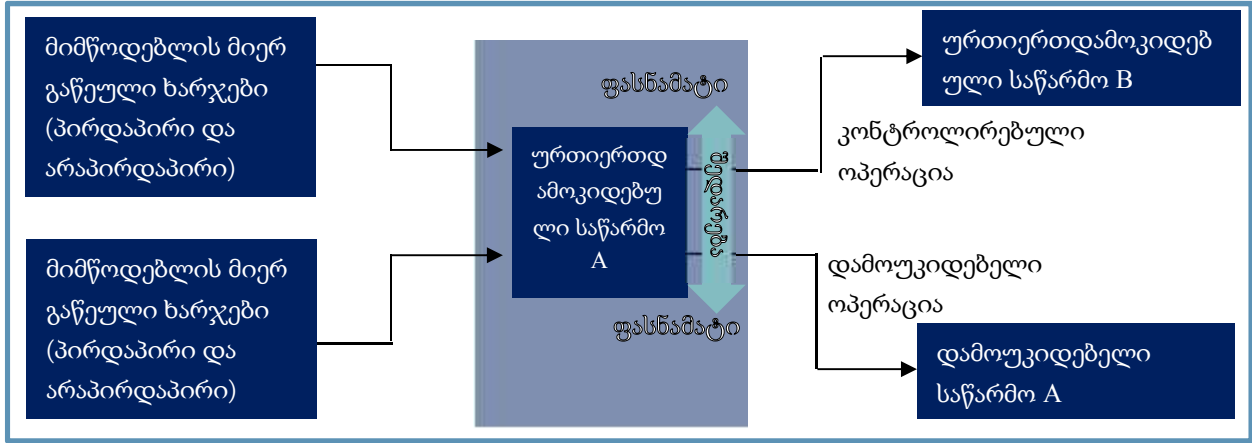 მიმწოდებლის მიერ
გაწეული ხარჯები
(პირდაპირი და
არაპირდაპირი)
მიმწოდებლის მიერ
გაწეული ხარჯები
(პირდაპირი და
არაპირდაპირი)
ფასნამატი
ურთიერთდ
ამოკიდებუ
ლი საწარმო
A
ფასნამატი
ურთიერთდამოკიდებ
ული საწარმო B
კონტროლირებული
ოპერაცია
დამოუკიდებელი
ოპერაცია
დამოუკიდებელი
საწარმო A